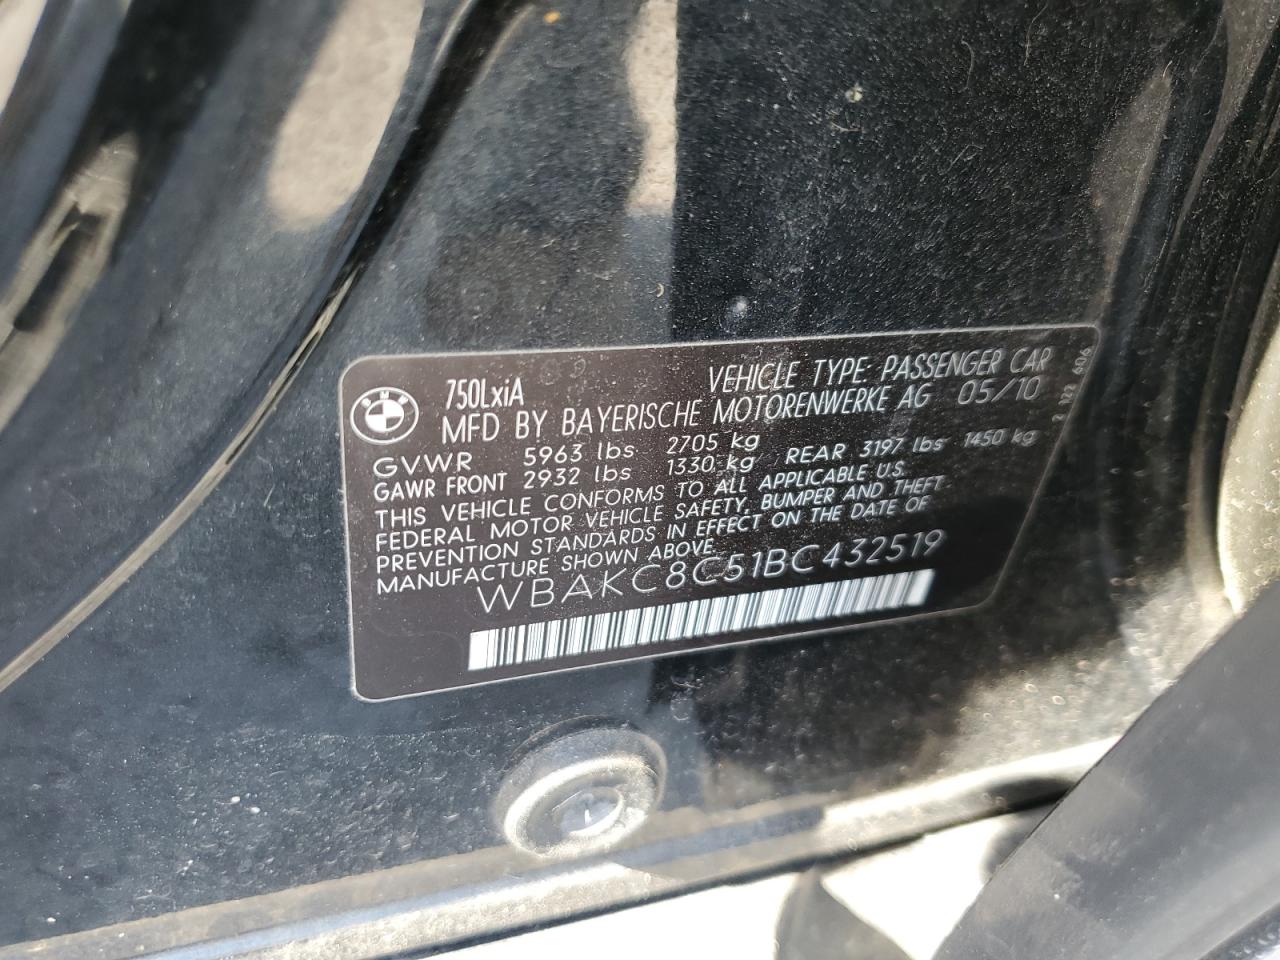 BMW
750LxiA
VEHICLE TYPE: PASSENGER CAR
MFD BY BAYERISCHE MOTORENWERKE AG 05/10
GVWR 5963 lbs 2705 kg
GAWR FRONT 2932 lbs 1330 kg REAR 3197 lbs 1450 kg
THIS VEHICLE CONFORMS TO ALL APPLICABLE U.S.
FEDERAL MOTOR VEHICLE SAFETY, BUMPER AND THEFT-
PREVENTION STANDARDS IN EFFECT ON THE DATE OF
MANUFACTURE SHOWN ABOVE.
WBAKC8C51BC432519